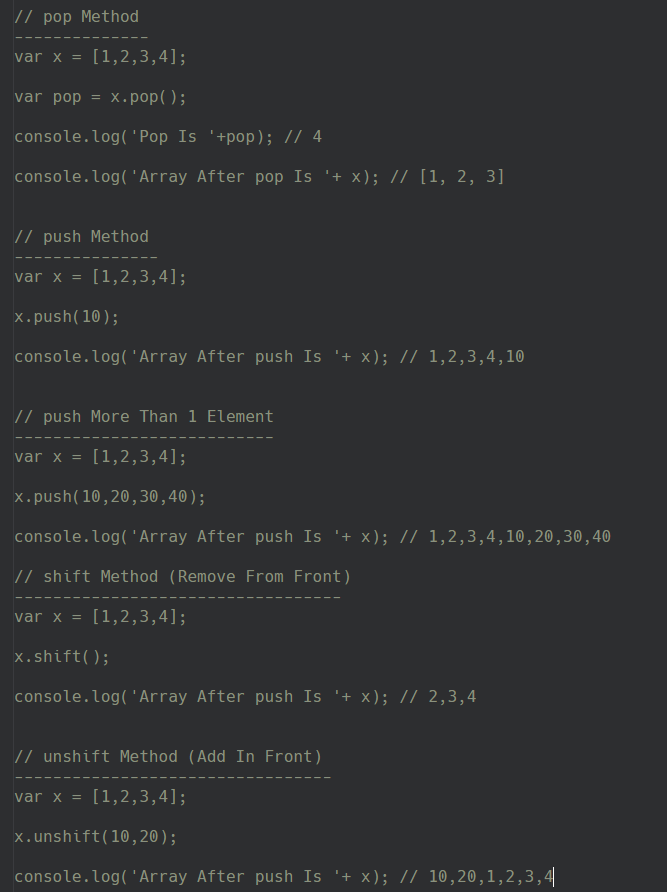 // pop Method
--------------
var x = [1,2,3,4];
var pop = x.pop();
console.log('Pop Is '+pop); // 4
console.log('Array After pop Is '+ x); // [1, 2, 3]
// push Method
---------------
var x = [1,2,3,4];
x.push(10);
console.log('Array After push Is '+ x); // 1,2,3,4,10
// push More Than 1 Element
---------------------------
var x = [1,2,3,4];
x.push(10,20,30,40);
console.log('Array After push Is '+ x); // 1,2,3,4,10,20,30,40
// shift Method (Remove From Front)
----------------------------------
var x = [1,2,3,4];
x.shift();
console.log('Array After push Is '+ x); // 2,3,4
// unshift Method (Add In Front)
---------------------------------
var x = [1,2,3,4];
x.unshift(10,20);
console.log('Array After push Is '+ x); // 10,20,1,2,3,4